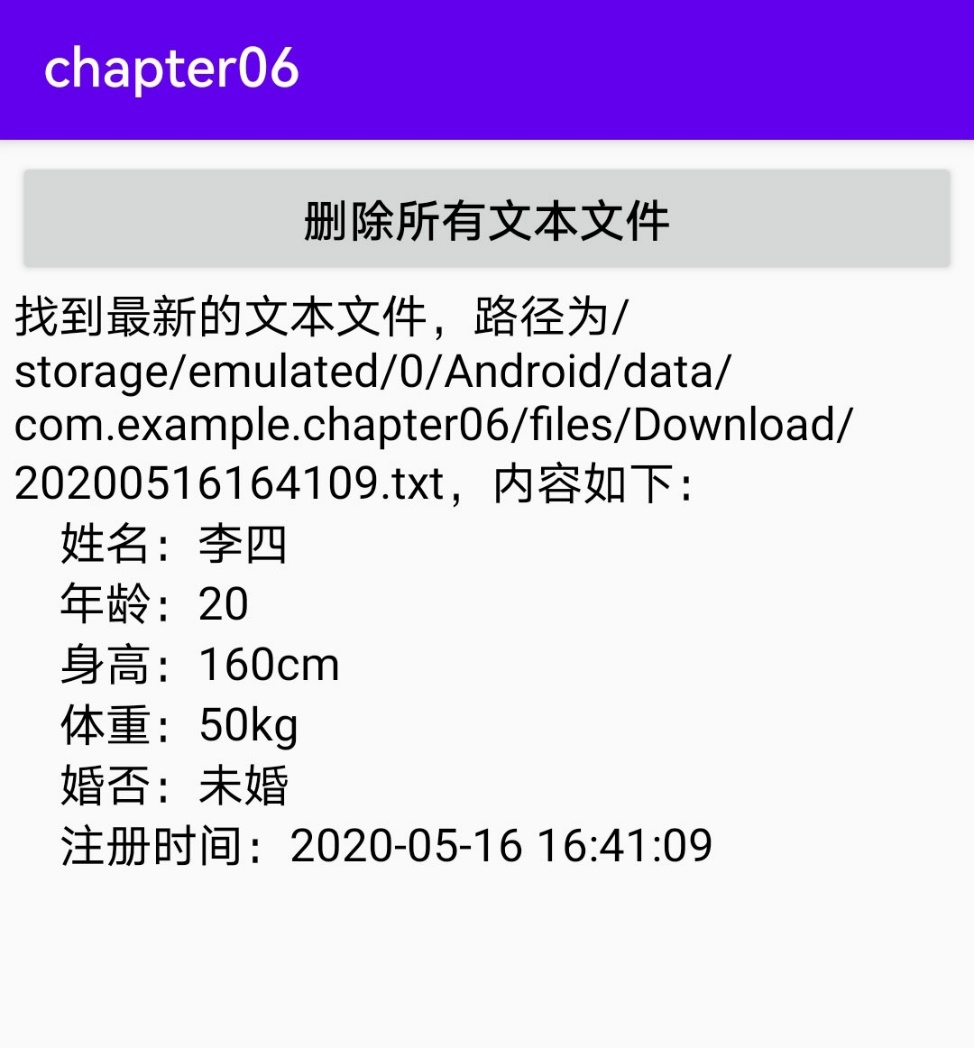 chapter06
删除所有文本文件
找到最新的文本文件，路径为/
storage/emulated/0/Android/data/
com.example.chapter06/files/Download/
20200516164109.txt，内容如下：
姓名：李四
年龄：20
身高：160cm
体重：50kg
婚否：未婚
注册时间：2020-05-16 16:41:09